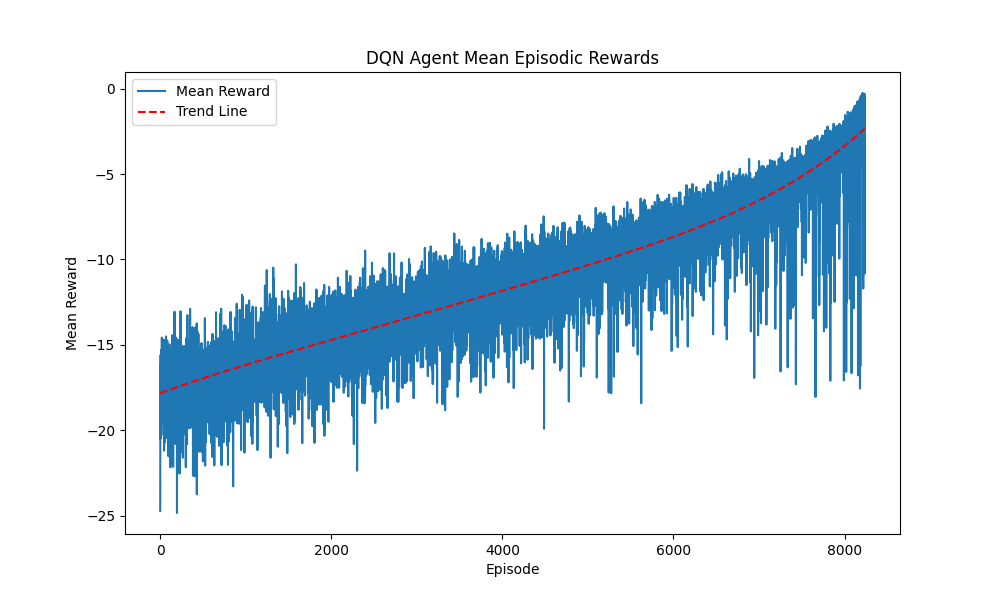 DQN Agent Mean Episodic Rewards
Mean Reward
Trend Line
0
−5
−10
−15
−20
−25
Mean Reward
0 2000 4000 6000 8000
Episode